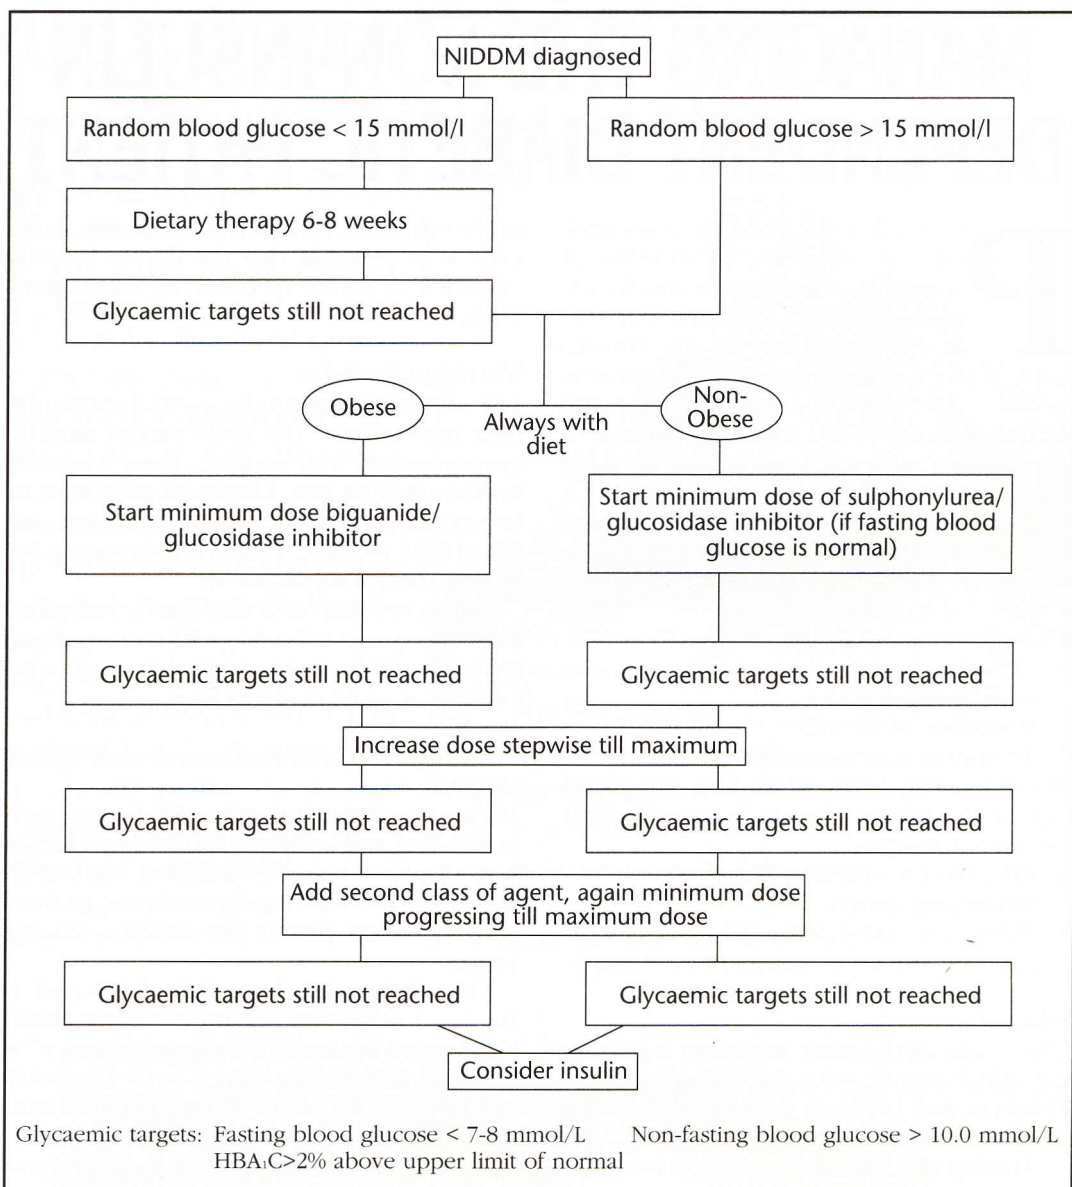 NIDDM diagnosed
Random blood glucose < 15 mmol/l
Random blood glucose > 15 mmol/l
Dietary therapy 6-8 weeks
Glycaemic targets still not reached
Obese
Non-
Obese
Always with
diet
Start minimum dose biguanide/
glucosidase inhibitor
Start minimum dose of sulphonylurea/
glucosidase inhibitor (if fasting blood
glucose is normal)
Glycaemic targets still not reached
Glycaemic targets still not reached
Increase dose stepwise till maximum
Glycaemic targets still not reached
Glycaemic targets still not reached
Add second class of agent, again minimum dose
progressing till maximum dose
Glycaemic targets still not reached
Glycaemic targets still not reached
Consider insulin
Glycaemic targets: Fasting blood glucose < 7-8 mmol/L Non-fasting blood glucose > 10.0 mmol/L
HBA₁C>2% above upper limit of normal